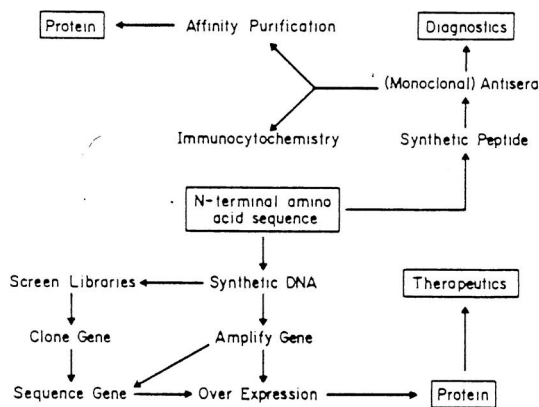 Protein
Affinity Purification
Diagnostics
(Monoclonal) Antisera
Immunocytochemistry
Synthetic Peptide
N-terminal amino
acid sequence
Screen Libraries
Synthetic DNA
Therapeutics
Clone Gene
Amplify Gene
Sequence Gene
Over Expression
Protein